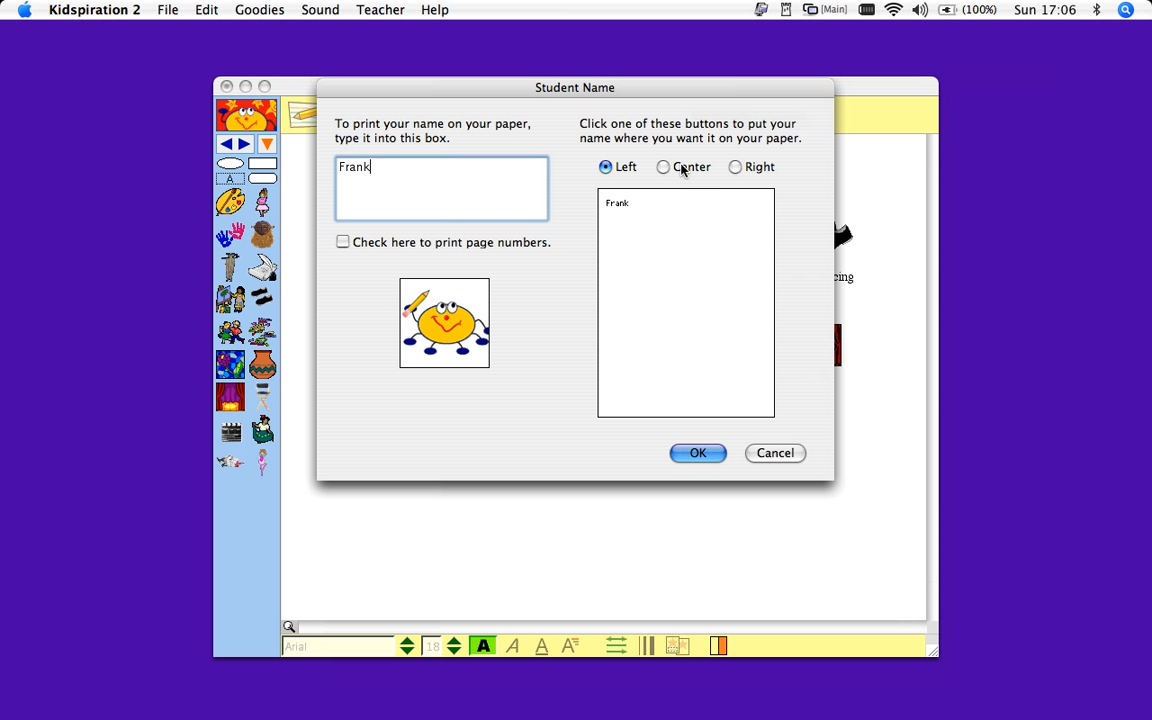 Kidspiration 2 File Edit Goodies Sound Teacher Help [Main] (100%) Sun 17:06
Student Name
To print your name on your paper,
type it into this box.
Click one of these buttons to put your
name where you want it on your paper.
Frank
Left Center Right
Frank
Check here to print page numbers.
cing
OK Cancel
A
Arial 18 A A A A